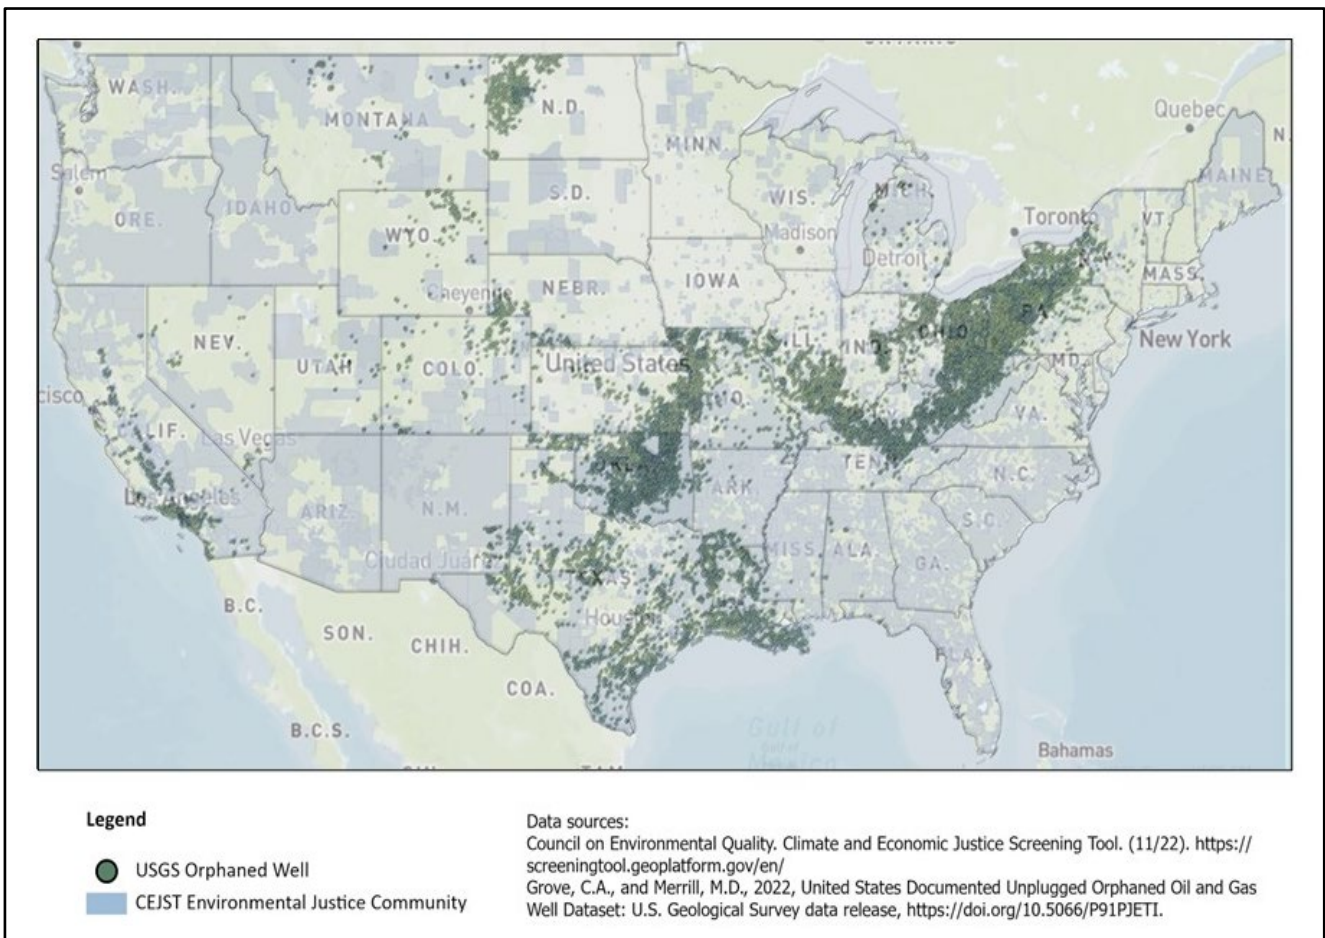 ONTARIO
WASH.
MONTANA
N.D.
MINN
Quebec
N.
MAINE
Salem
ORE.
IDAHO
S.D.
WIS.
MICH
Toronto
VT.
WYO.
Madison
Detroit
N.Y.
MASS.
Cheyenne
NEBR.
IOWA
OHIO
PA
New York
NEV.
UTAH
COLO.
United States
ILL.
IND.
MD.
cisco
MO.
VA.
CALIF.
Las Vegas
TEN
N.C.
Los Angeles
ARIZ.
N.M.
OKLA.
ARK.
S.C.
Ciudad Juárez
TEXAS
MISS.
ALA.
GA.
B.C.
SON.
CHIH.
Houston
FLA.
COA.
B.C.S.
Gulf of
Mexico
Bahamas
Legend
USGS Orphaned Well
CEJST Environmental Justice Community
Data sources:
Council on Environmental Quality. Climate and Economic Justice Screening Tool. (11/22). https://
screeningtool.geoplatform.gov/en/
Grove, C.A., and Merrill, M.D., 2022, United States Documented Unplugged Orphaned Oil and Gas
Well Dataset: U.S. Geological Survey data release, https://doi.org/10.5066/P91PJETI.